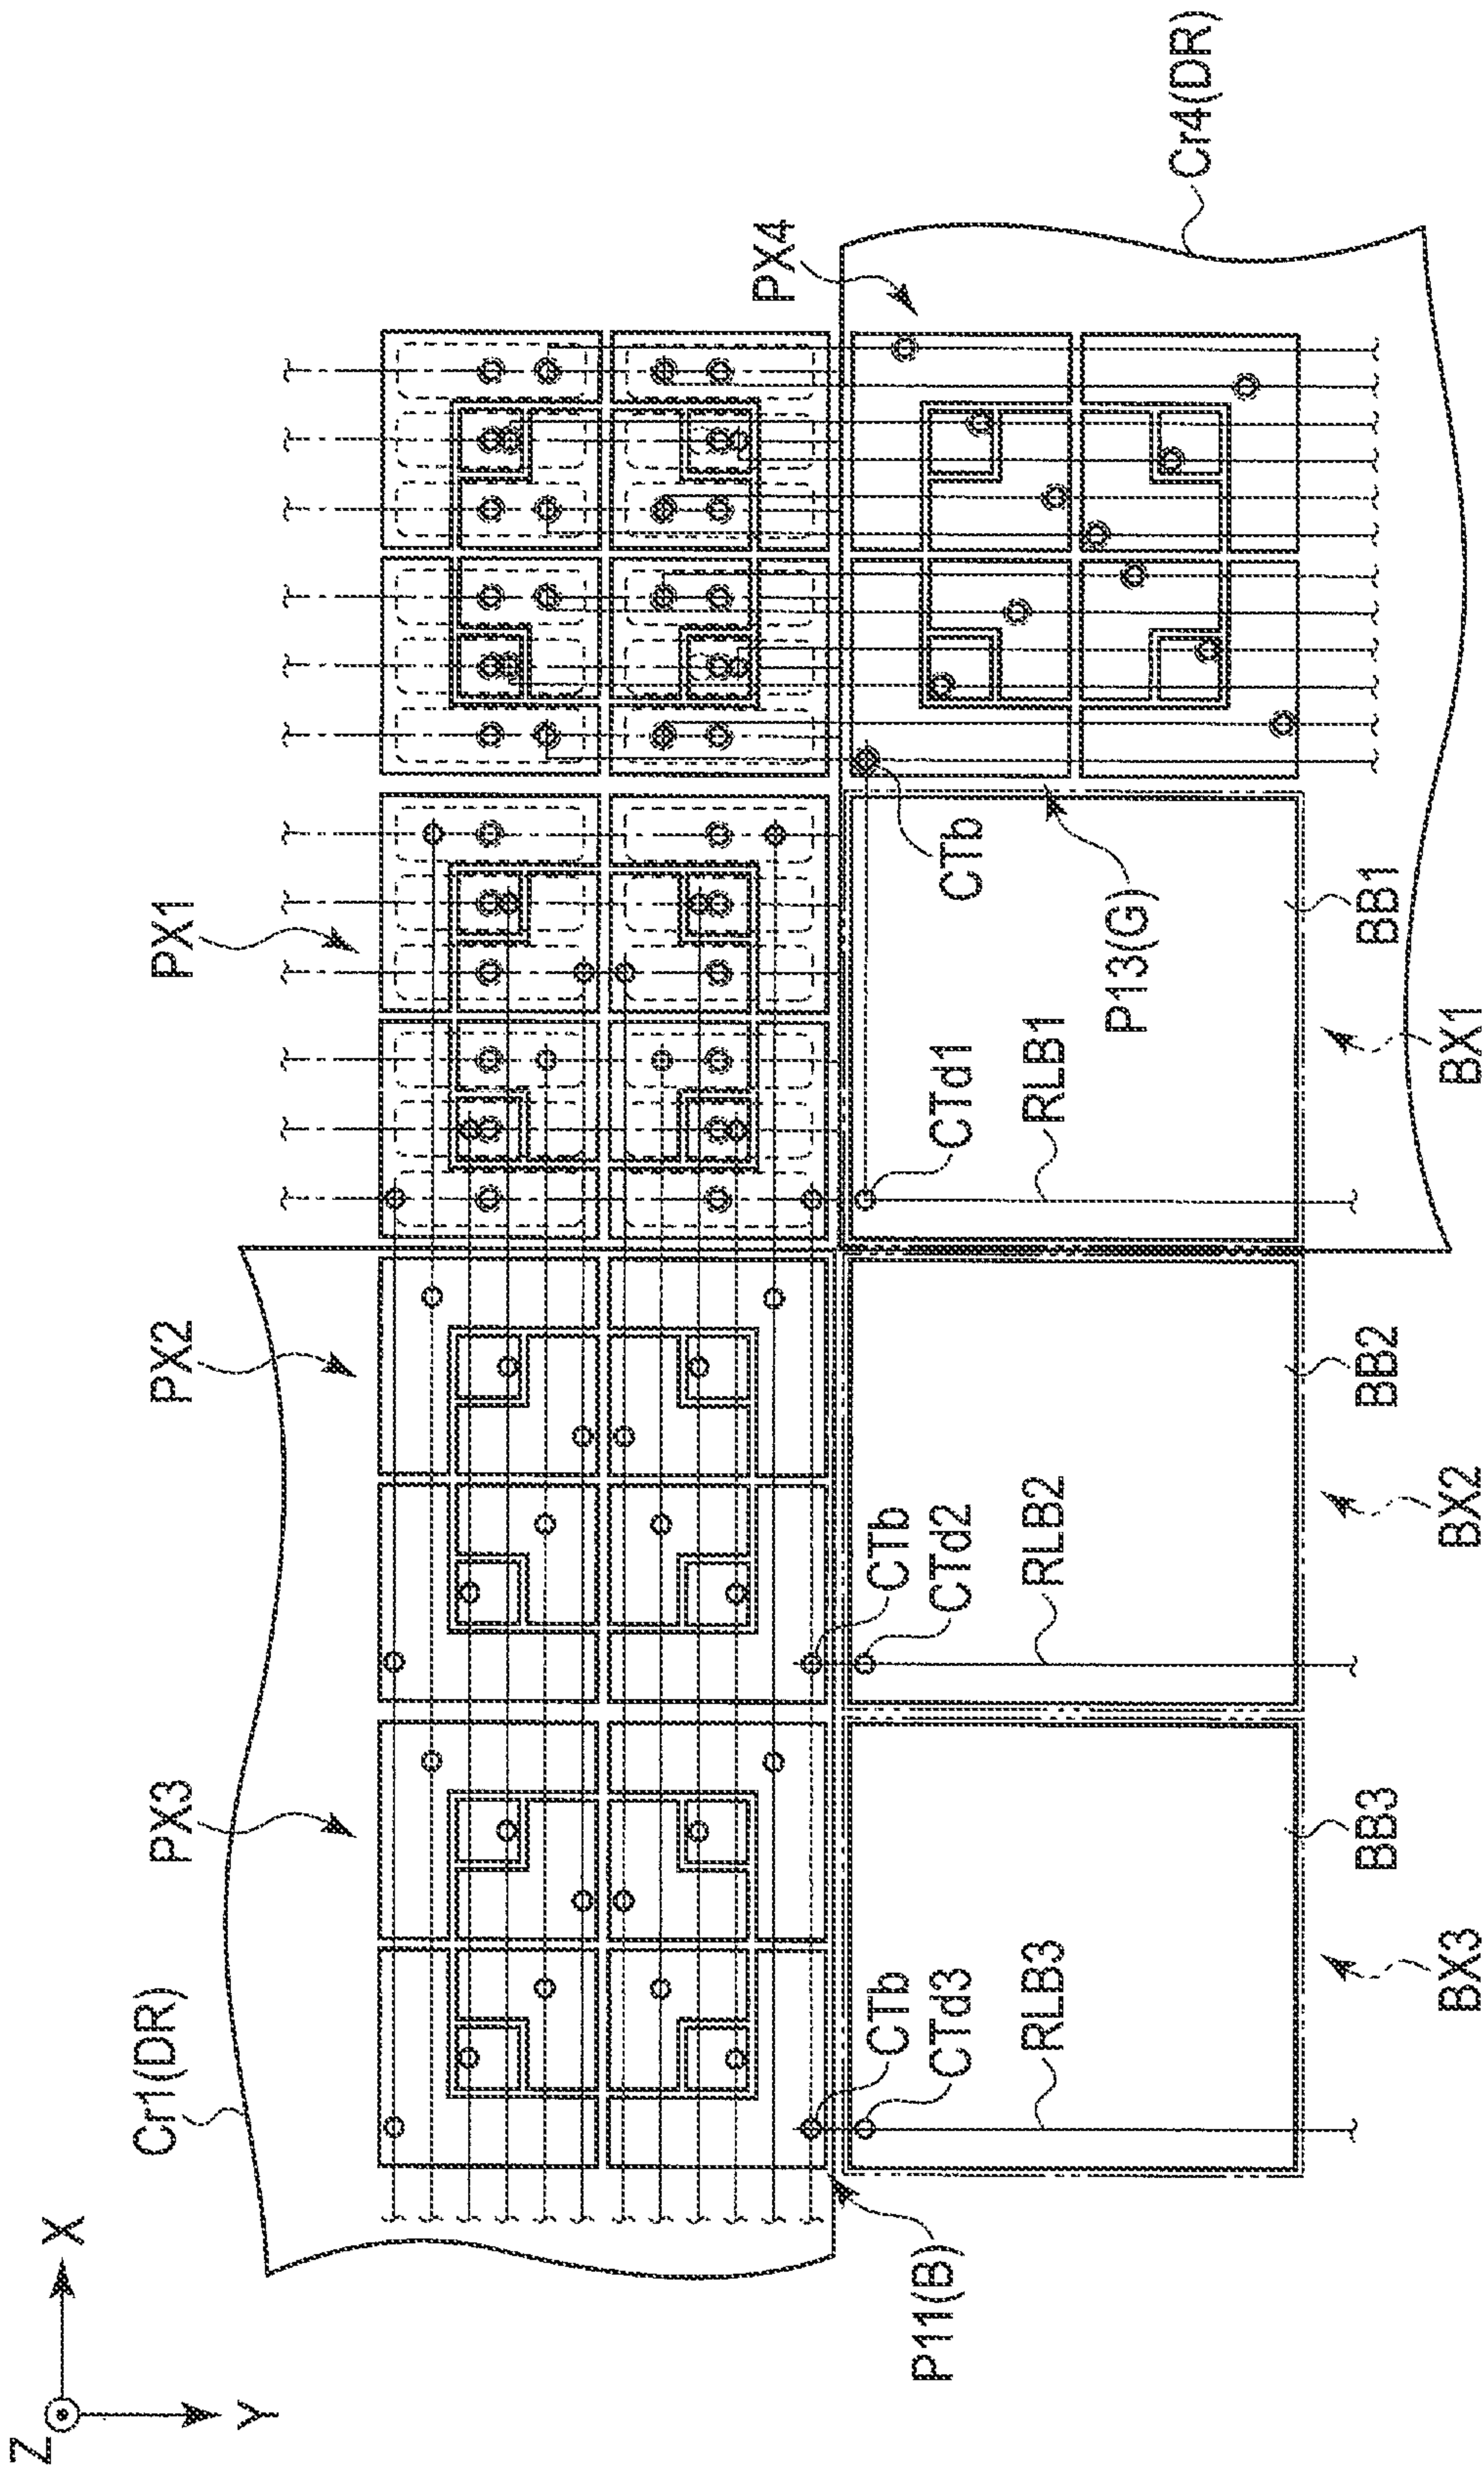 Cr1(DR)
PX3
PX2
PX1
PX4
Cr4(DR)
P11(B)
CTb
CTd3
RLB3
CTb
CTd2
RLB2
CTd1
RLB1
CTb
P13(G)
BB3
BB2
BB1
BX3
BX2
BX1
Z
X
Y